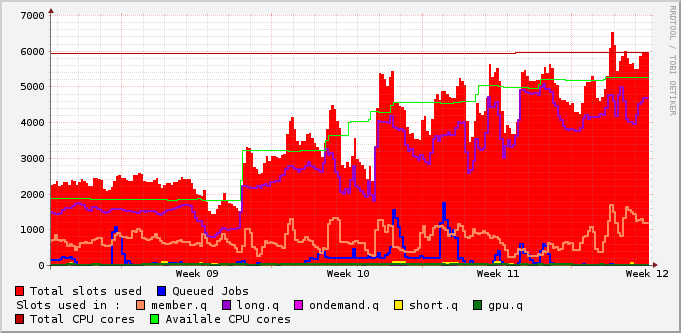 7000
6000
5000
4000
3000
2000
1000
0
Week 09 Week 10 Week 11 Week 12
RRDTOOL / TOBI OETIKER
Total slots used Queued Jobs
Slots used in : member.q long.q ondemand.q short.q gpu.q
Total CPU cores Availale CPU cores